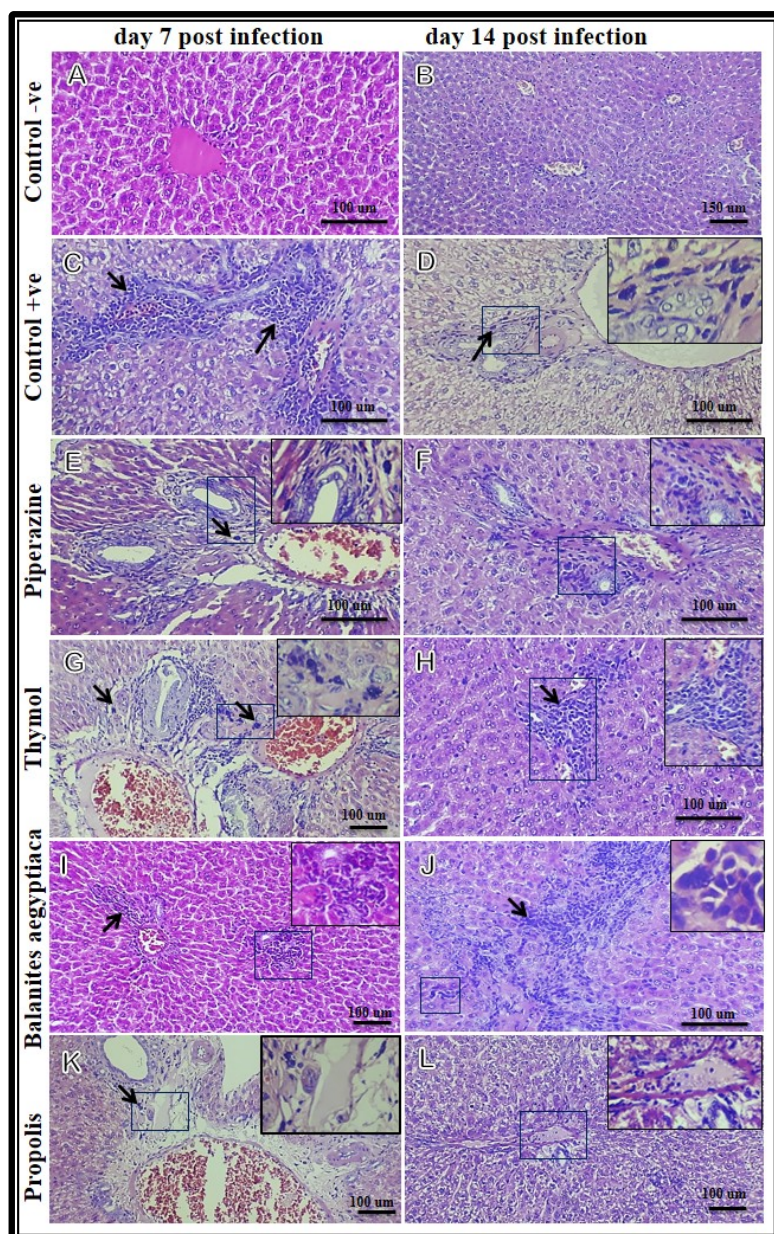 day 7 post infection day 14 post infection
Control -ve
A
100 um
B
150 um
Control +ve
C
100 um
D
100 um
Piperazine
E
100 um
F
100 um
Thymol
G
100 um
H
100 um
Balanites aegyptiaca
I
100 um
J
100 um
Propolis
K
100 um
L
100 um